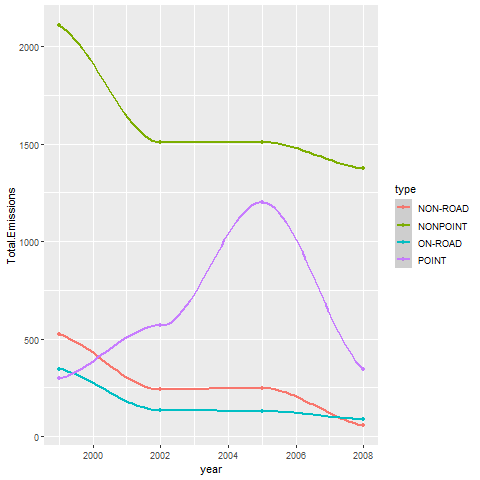 2000
1500
1000
500
0
Total.Emissions
2000
2002
2004
2006
2008
year
type
NON-ROAD
NONPOINT
ON-ROAD
POINT